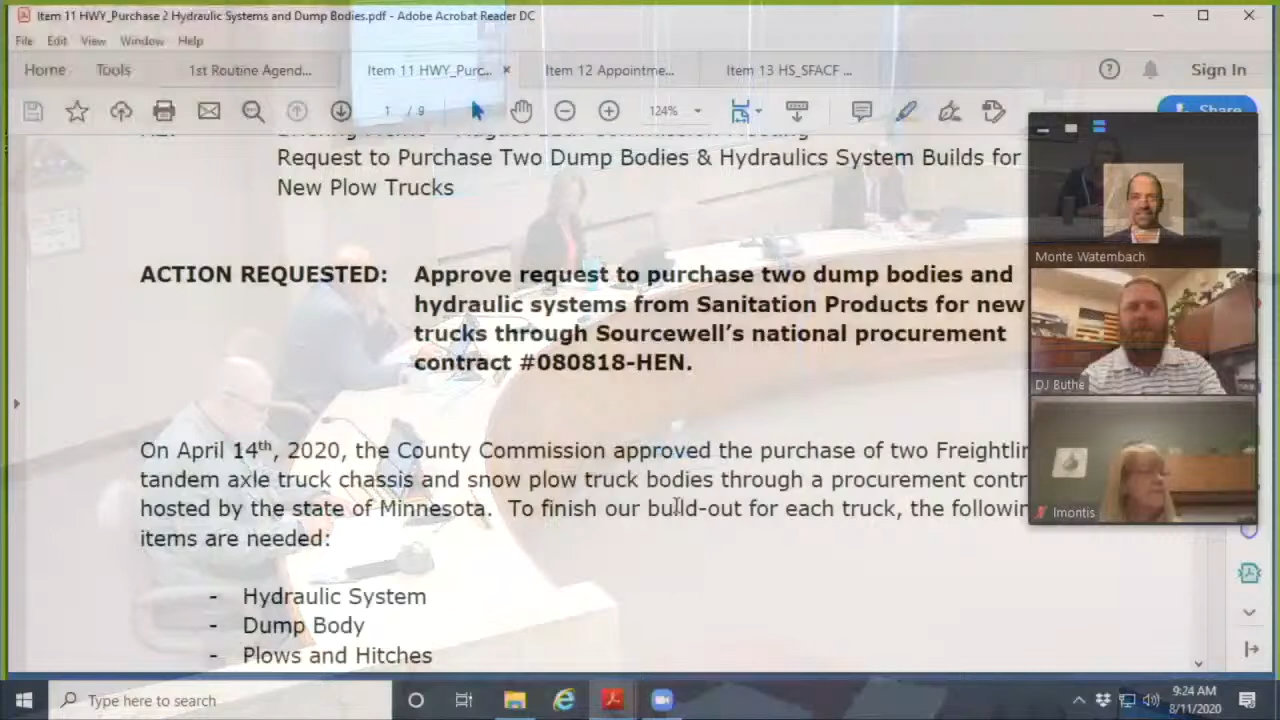 Item 11 HWY_Purchase 2 Hydraulic Systems and Dump Bodies.pdf - Adobe Acrobat Reader DC
File Edit View Window Help
Home Tools 1st Routine Agend... Item 11 HWY_Purc... × Item 12 Appointme... Item 13 HS_SFACF ... Sign In
1 / 9 124% Share
Request to Purchase Two Dump Bodies & Hydraulics System Builds for
New Plow Trucks
ACTION REQUESTED: Approve request to purchase two dump bodies and
hydraulic systems from Sanitation Products for new
trucks through Sourcewell's national procurement
contract #080818-HEN.
On April 14th, 2020, the County Commission approved the purchase of two Freightli
tandem axle truck chassis and snow plow truck bodies through a procurement contr
hosted by the state of Minnesota. To finish our build-out for each truck, the followin
items are needed:
- Hydraulic System
- Dump Body
- Plows and Hitches
Monte Watembach
DJ Buthe
lmontis
Type here to search
9:24 AM
8/11/2020